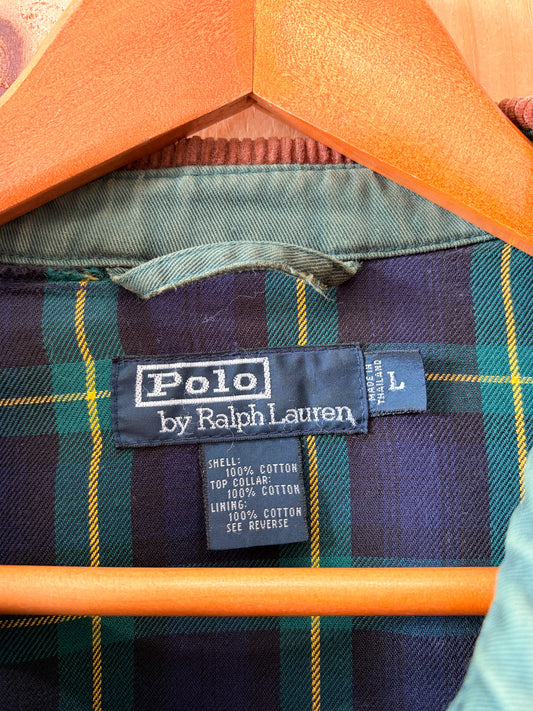 Polo
by Ralph Lauren
MADE IN
THAILAND
L
SHELL:
100% COTTON
TOP COLLAR:
100% COTTON
LINING:
100% COTTON
SEE REVERSE